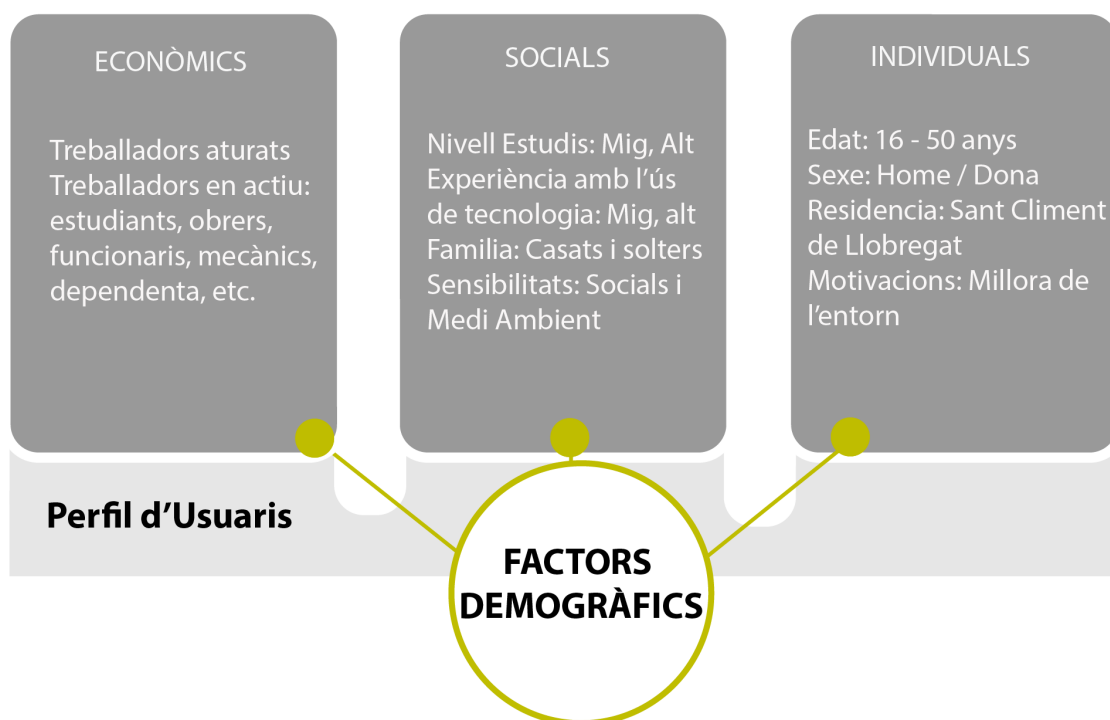 ECONÒMICS
Treballadors aturats
Treballadors en actiu:
estudiants, obrers,
funcionaris, mecànics,
dependenta, etc.
SOCIALS
Nivell Estudis: Mig, Alt
Experiència amb l’ús
de tecnologia: Mig, alt
Familia: Casats i solters
Sensibilitats: Socials i
Medi Ambient
INDIVIDUALS
Edat: 16 - 50 anys
Sexe: Home / Dona
Residencia: Sant Climent
de Llobregat
Motivacions: Millora de
l’entorn
Perfil d’Usuaris
FACTORS
DEMOGRÀFICS